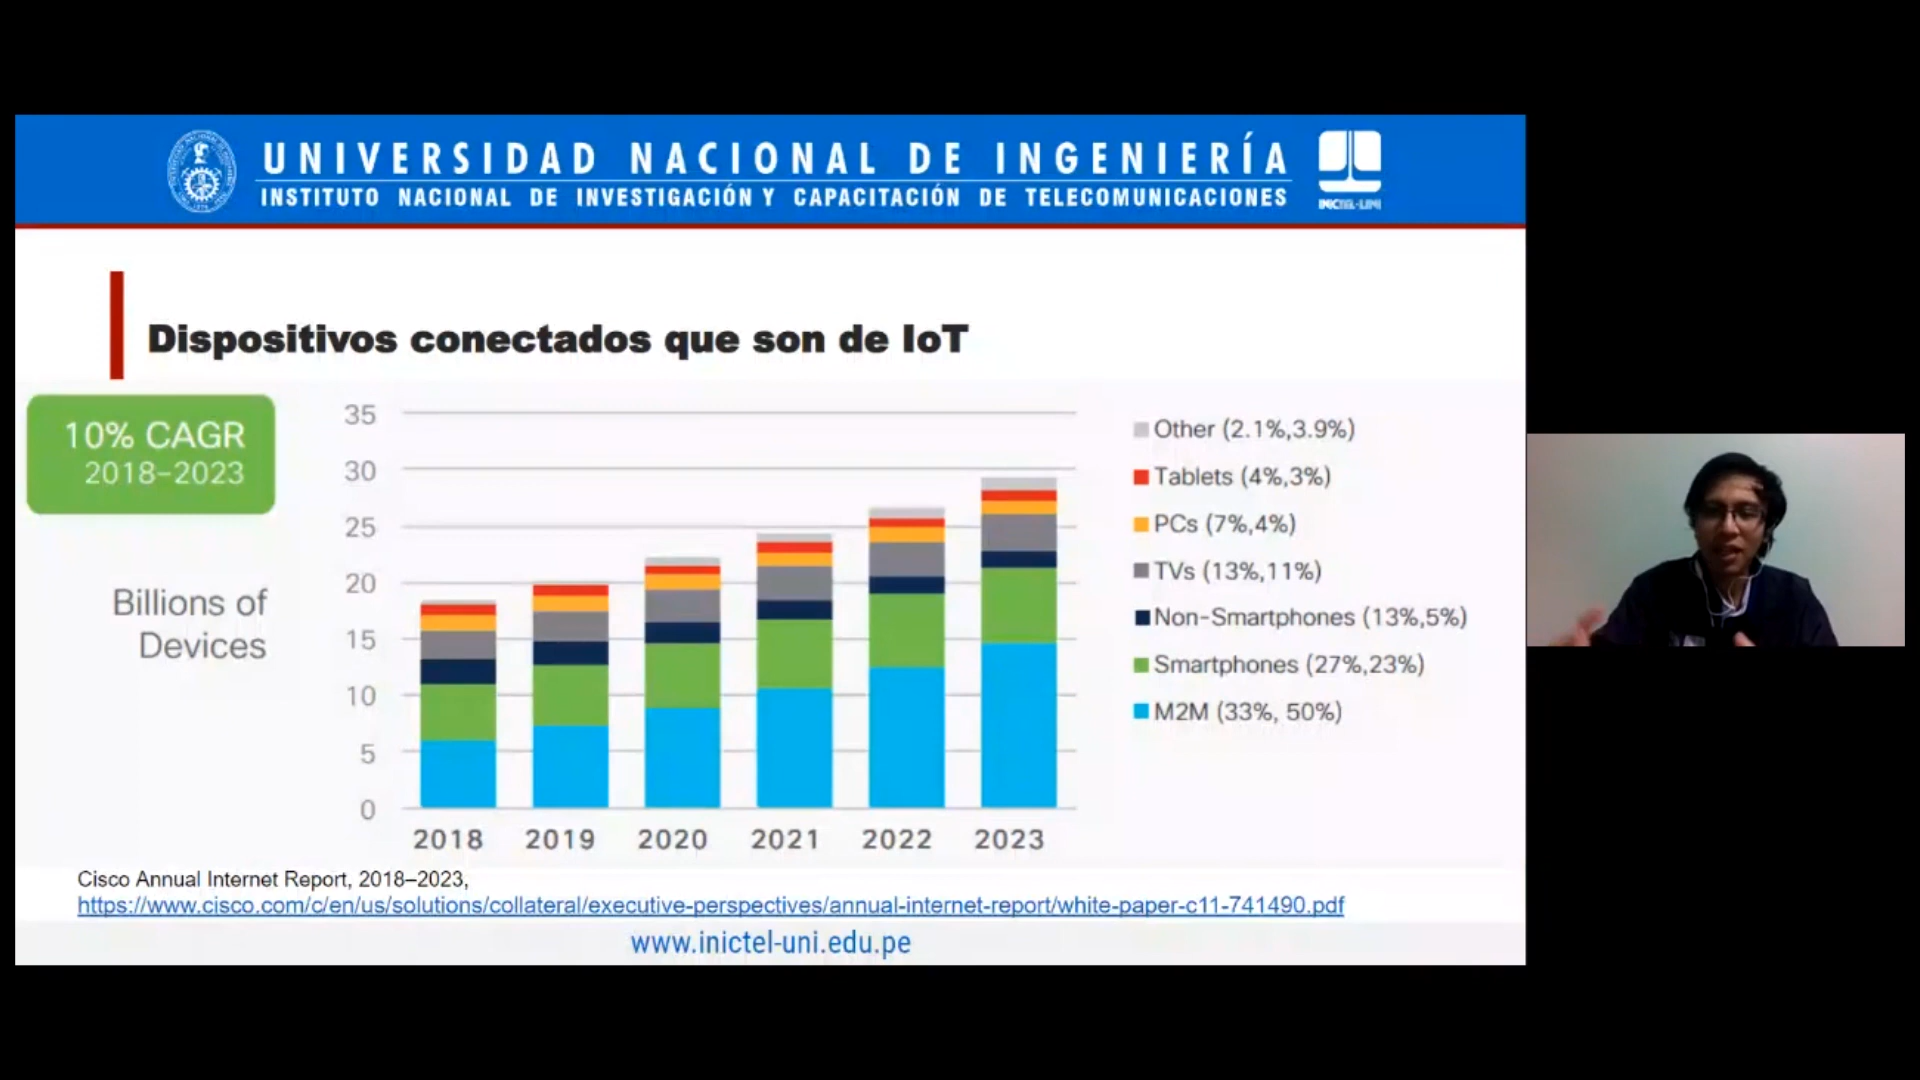 UNIVERSIDAD NACIONAL DE INGENIERÍA
INSTITUTO NACIONAL DE INVESTIGACIÓN Y CAPACITACIÓN DE TELECOMUNICACIONES
INICTEL-UNI
Dispositivos conectados que son de IoT
10% CAGR
2018–2023
Billions of
Devices
35
30
25
20
15
10
5
0
2018 2019 2020 2021 2022 2023
Other (2.1%,3.9%)
Tablets (4%,3%)
PCs (7%,4%)
TVs (13%,11%)
Non-Smartphones (13%,5%)
Smartphones (27%,23%)
M2M (33%, 50%)
Cisco Annual Internet Report, 2018–2023,
https://www.cisco.com/c/en/us/solutions/collateral/executive-perspectives/annual-internet-report/white-paper-c11-741490.pdf
www.inictel-uni.edu.pe